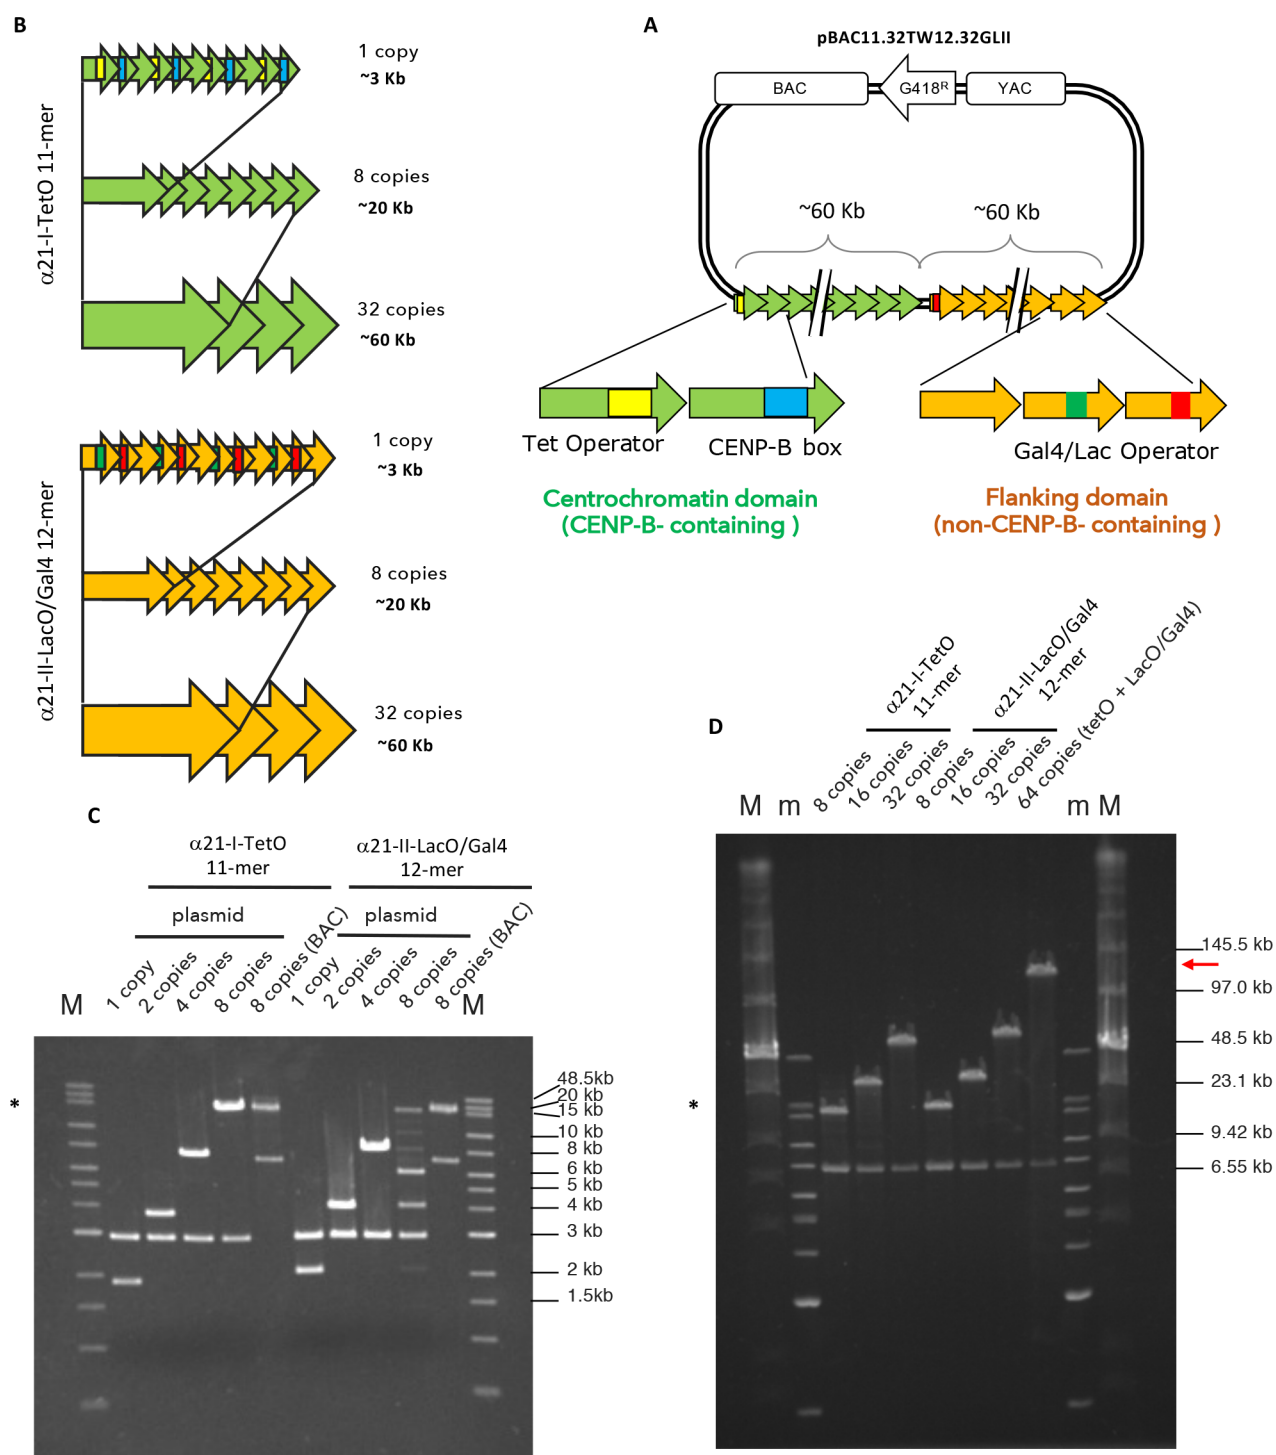 B
1 copy
~3 Kb
8 copies
~20 Kb
32 copies
~60 Kb
α21-I-TetO 11-mer
1 copy
~3 Kb
8 copies
~20 Kb
32 copies
~60 Kb
α21-II-LacO/Gal4 12-mer
A
pBAC11.32TW12.32GLII
BAC
G418R
YAC
~60 Kb
~60 Kb
Tet Operator
CENP-B box
Gal4/Lac Operator
Centrochromatin domain
(CENP-B- containing )
Flanking domain
(non-CENP-B- containing )
C
α21-I-TetO
11-mer
α21-II-LacO/Gal4
12-mer
plasmid
plasmid
M
1 copy
2 copies
4 copies
8 copies
8 copies (BAC)
1 copy
2 copies
4 copies
8 copies
8 copies (BAC)
M
*
48.5kb
20 kb
15 kb
10 kb
8 kb
6 kb
5 kb
4 kb
3 kb
2 kb
1.5kb
D
α21-I-TetO
11-mer
α21-II-LacO/Gal4
12-mer
M
m
8 copies
16 copies
32 copies
8 copies
16 copies
32 copies
64 copies (tetO + LacO/Gal4)
m
M
*
145.5 kb
97.0 kb
48.5 kb
23.1 kb
9.42 kb
6.55 kb